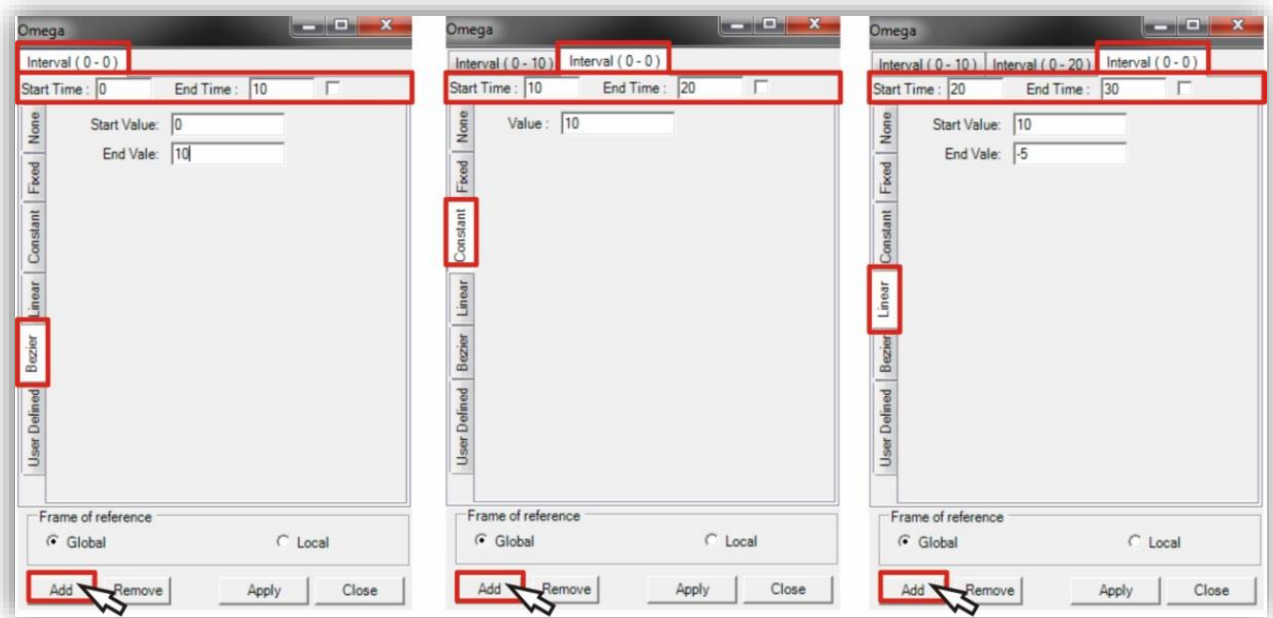 Omega
Interval ( 0 - 0 )
Start Time : 0 End Time : 10
None
Fixed
Constant
Linear
Bezier
User Defined
Start Value: 0
End Vale: 10
Frame of reference
Global Local
Add Remove Apply Close
Omega
Interval ( 0 - 10 ) Interval ( 0 - 0 )
Start Time : 10 End Time : 20
None
Fixed
Constant
Linear
Bezier
User Defined
Value : 10
Frame of reference
Global Local
Add Remove Apply Close
Omega
Interval ( 0 - 10 ) Interval ( 0 - 20 ) Interval ( 0 - 0 )
Start Time : 20 End Time : 30
None
Fixed
Constant
Linear
Bezier
User Defined
Start Value: 10
End Vale: -5
Frame of reference
Global Local
Add Remove Apply Close